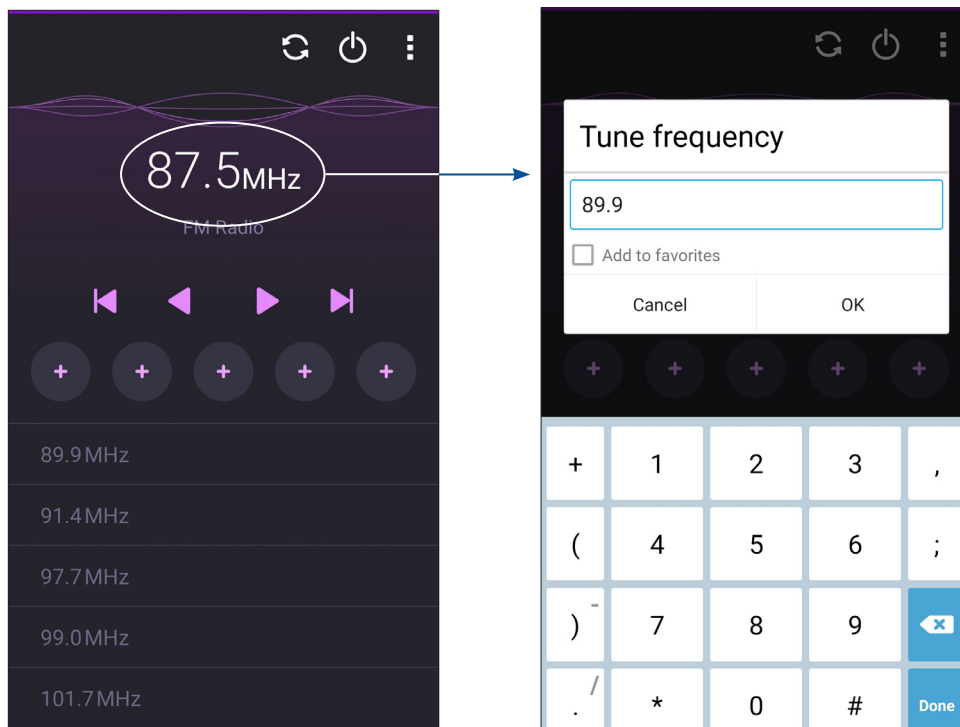 87.5MHz
FM Radio
+ + + + +
89.9MHz
91.4MHz
97.7MHz
99.0MHz
101.7MHz
Tune frequency
89.9
Add to favorites
Cancel OK
+ + + + +
+ 1 2 3 ,
( 4 5 6 ;
) - 7 8 9
. / * 0 # Done